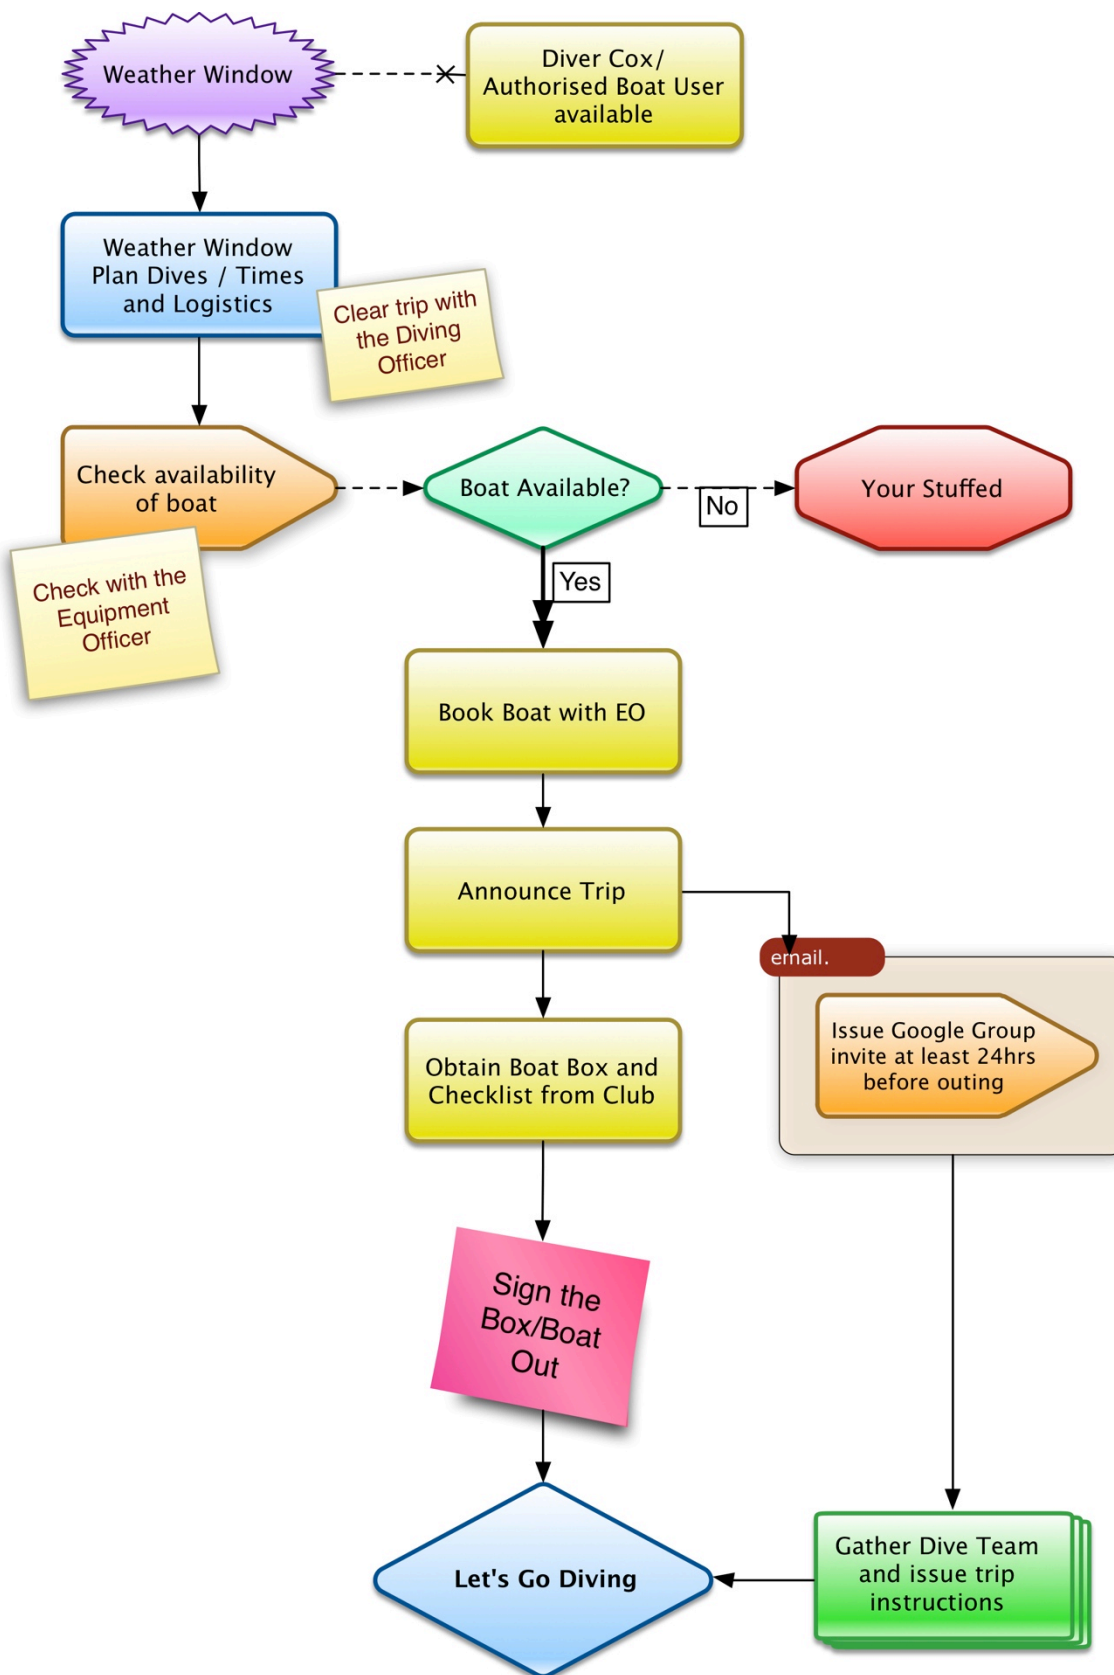 Weather Window
Diver Cox/
Authorised Boat User
available
Weather Window
Plan Dives / Times
and Logistics
Clear trip with
the Diving
Officer
Check availability
of boat
Boat Available?
No
Your Stuffed
Check with the
Equipment
Officer
Yes
Book Boat with EO
Announce Trip
email.
Issue Google Group
invite at least 24hrs
before outing
Obtain Boat Box and
Checklist from Club
Sign the
Box/Boat
Out
Gather Dive Team
and issue trip
instructions
Let's Go Diving